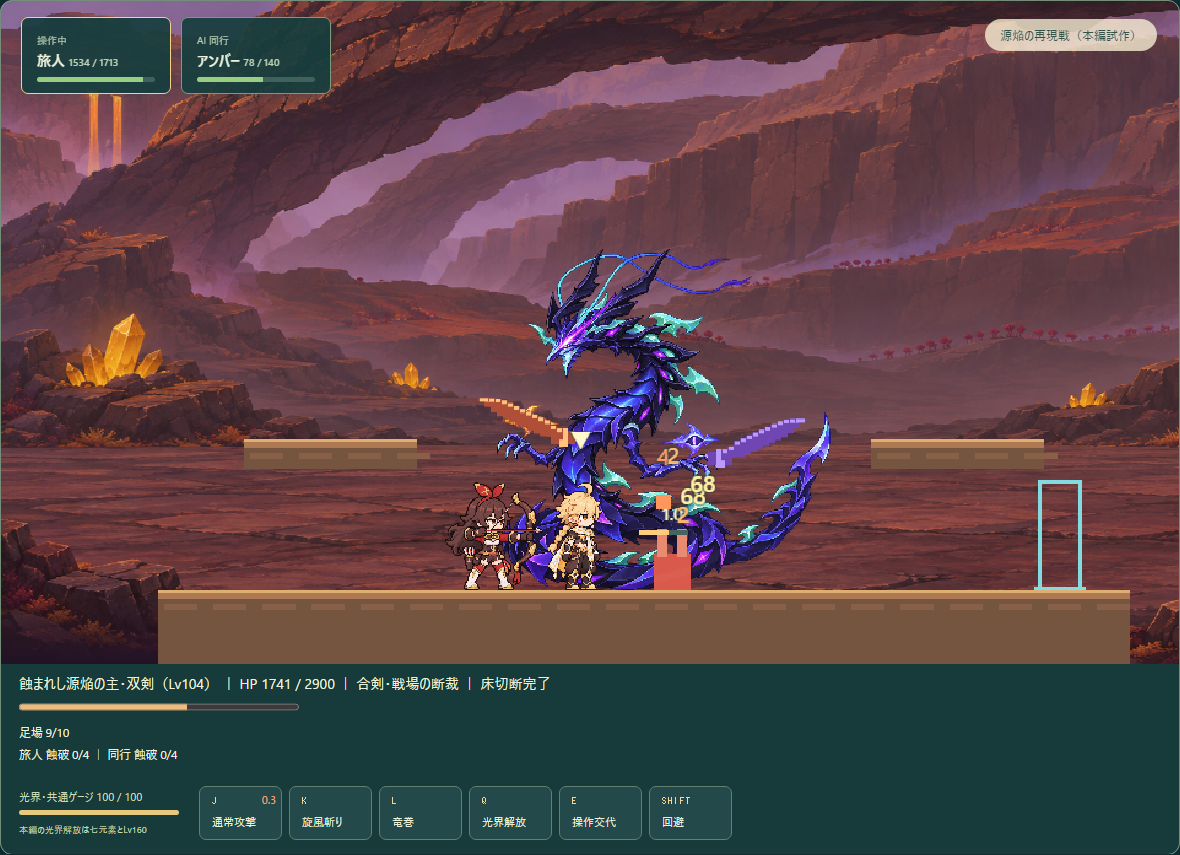 操作中
旅人 1534 / 1713
AI 同行
アンバー 78 / 140
源焔の再現戦（本編試作）
42
68
68
蝕まれし源焔の主・双剣（Lv104） | HP 1741 / 2900 | 合剣・戦場の断裁 | 床切断完了
足場 9/10
旅人 蝕破 0/4 | 同行 蝕破 0/4
光界・共通ゲージ 100 / 100
本編の光界解放は七元素とLv160
J 0.3
通常攻撃
K
旋風斬り
L
竜巻
Q
光界解放
E
操作交代
SHIFT
回避